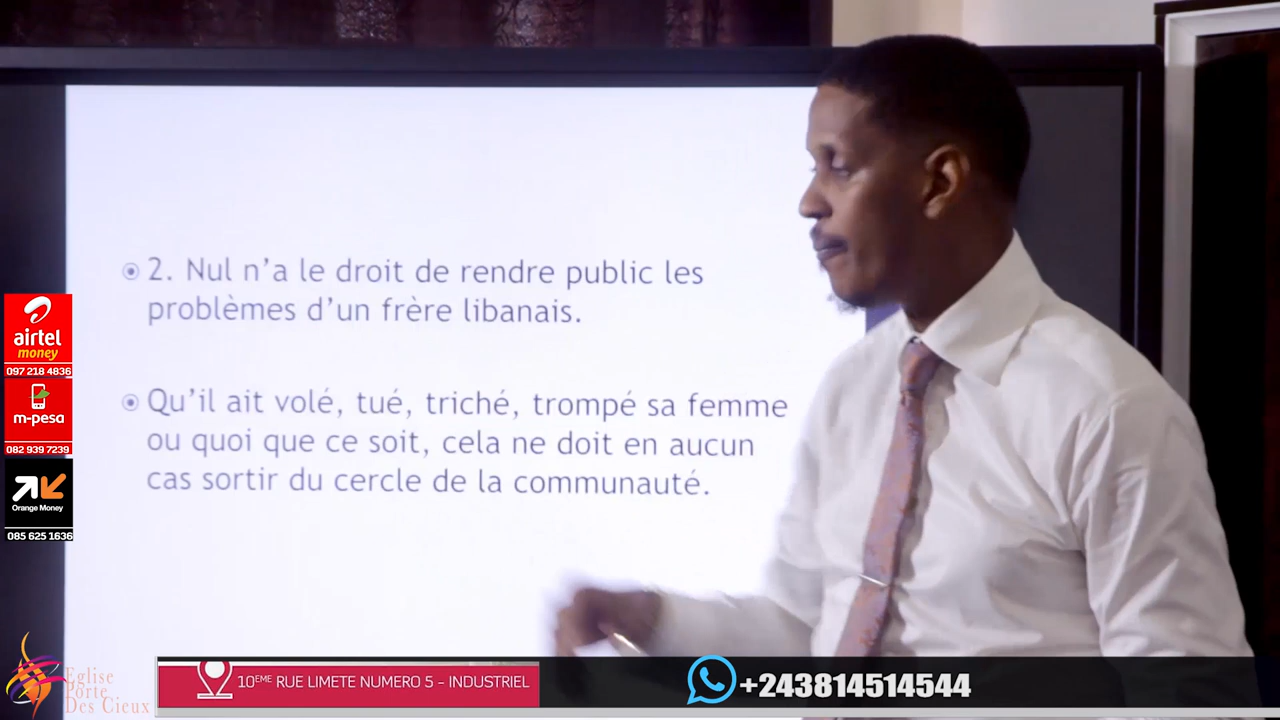 2. Nul n’a le droit de rendre public les
problèmes d’un frère libanais.
Qu’il ait volé, tué, triché, trompé sa femme
ou quoi que ce soit, cela ne doit en aucun
cas sortir du cercle de la communauté.
airtel
money
097 218 4836
m-pesa
082 939 7239
Orange Money
085 625 1636
Eglise
Porte
Des Cieux
10EME RUE LIMETE NUMERO 5 - INDUSTRIEL
+243814514544